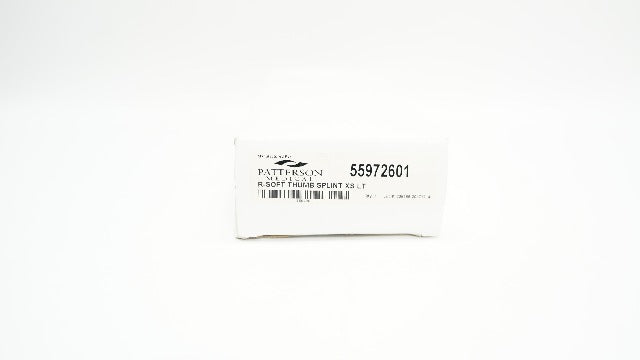 PATTERSON
MEDICAL
55972601
R-SOFT THUMB SPLINT XS LT